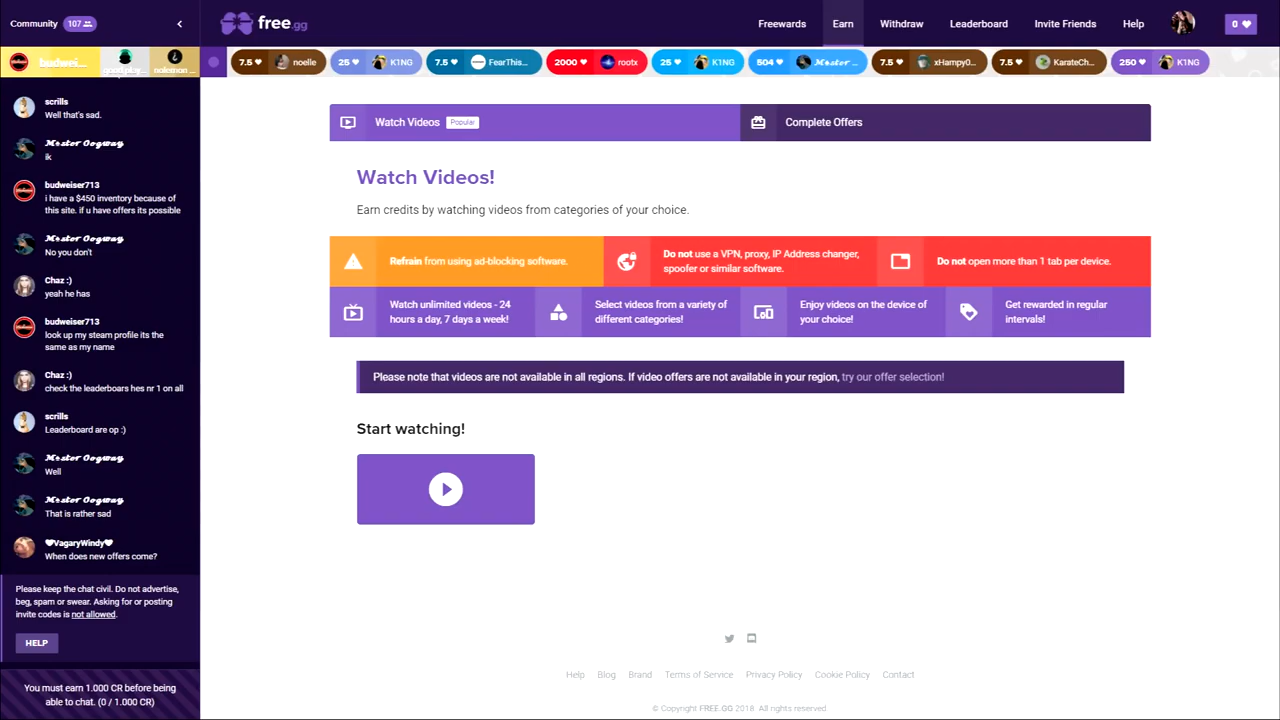 Community 107
free.gg
Freewards Earn Withdraw Leaderboard Invite Friends Help 0
budwei...
7.5 noelle 25 K1NG 7.5 FearThis... 2000 rootx 25 K1NG 504 Master ... 7.5 xHampy0... 7.5 KarateCh... 250 K1NG
scrills
Well that's sad.
Master Oogway
ik
budweiser713
i have a $450 inventory because of
this site. if u have offers its possible
Master Oogway
No you don't
Chaz :)
yeah he has
budweiser713
look up my steam profile its the
same as my name
Chaz :)
check the leaderboars hes nr 1 on all
scrills
Leaderboard are op :)
Master Oogway
Well
Master Oogway
That is rather sad
❤VagaryWindy❤
When does new offers come?
Please keep the chat civil. Do not advertise,
beg, spam or swear. Asking for or posting
invite codes is not allowed.
HELP
You must earn 1.000 CR before being
able to chat. (0 / 1.000 CR)
Watch Videos Popular
Complete Offers
Watch Videos!
Earn credits by watching videos from categories of your choice.
Refrain from using ad-blocking software.
Do not use a VPN, proxy, IP Address changer,
spoofer or similar software.
Do not open more than 1 tab per device.
Watch unlimited videos - 24
hours a day, 7 days a week!
Select videos from a variety of
different categories!
Enjoy videos on the device of
your choice!
Get rewarded in regular
intervals!
Please note that videos are not available in all regions. If video offers are not available in your region, try our offer selection!
Start watching!
Help Blog Brand Terms of Service Privacy Policy Cookie Policy Contact
© Copyright FREE.GG 2018. All rights reserved.